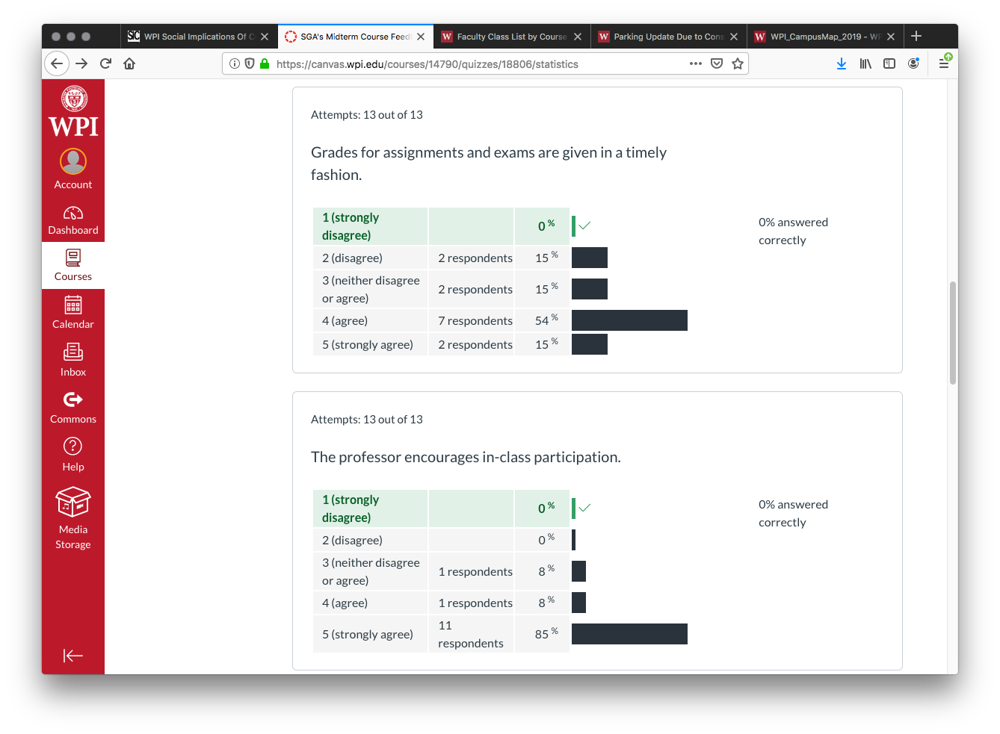 WPI Social Implications Of C
SGA's Midterm Course Feed
Faculty Class List by Course
Parking Update Due to Cons
WPI_CampusMap_2019 - WP
https://canvas.wpi.edu/courses/14790/quizzes/18806/statistics
WPI
Account
Dashboard
Courses
Calendar
Inbox
Commons
Help
Media
Storage
Attempts: 13 out of 13
Grades for assignments and exams are given in a timely
fashion.
1 (strongly
disagree)
0 %
0% answered
correctly
2 (disagree) 2 respondents 15 %
3 (neither disagree
or agree)
2 respondents 15 %
4 (agree) 7 respondents 54 %
5 (strongly agree) 2 respondents 15 %
Attempts: 13 out of 13
The professor encourages in-class participation.
1 (strongly
disagree)
0 %
0% answered
correctly
2 (disagree) 0 %
3 (neither disagree
or agree)
1 respondents 8 %
4 (agree) 1 respondents 8 %
5 (strongly agree)
11
respondents
85 %